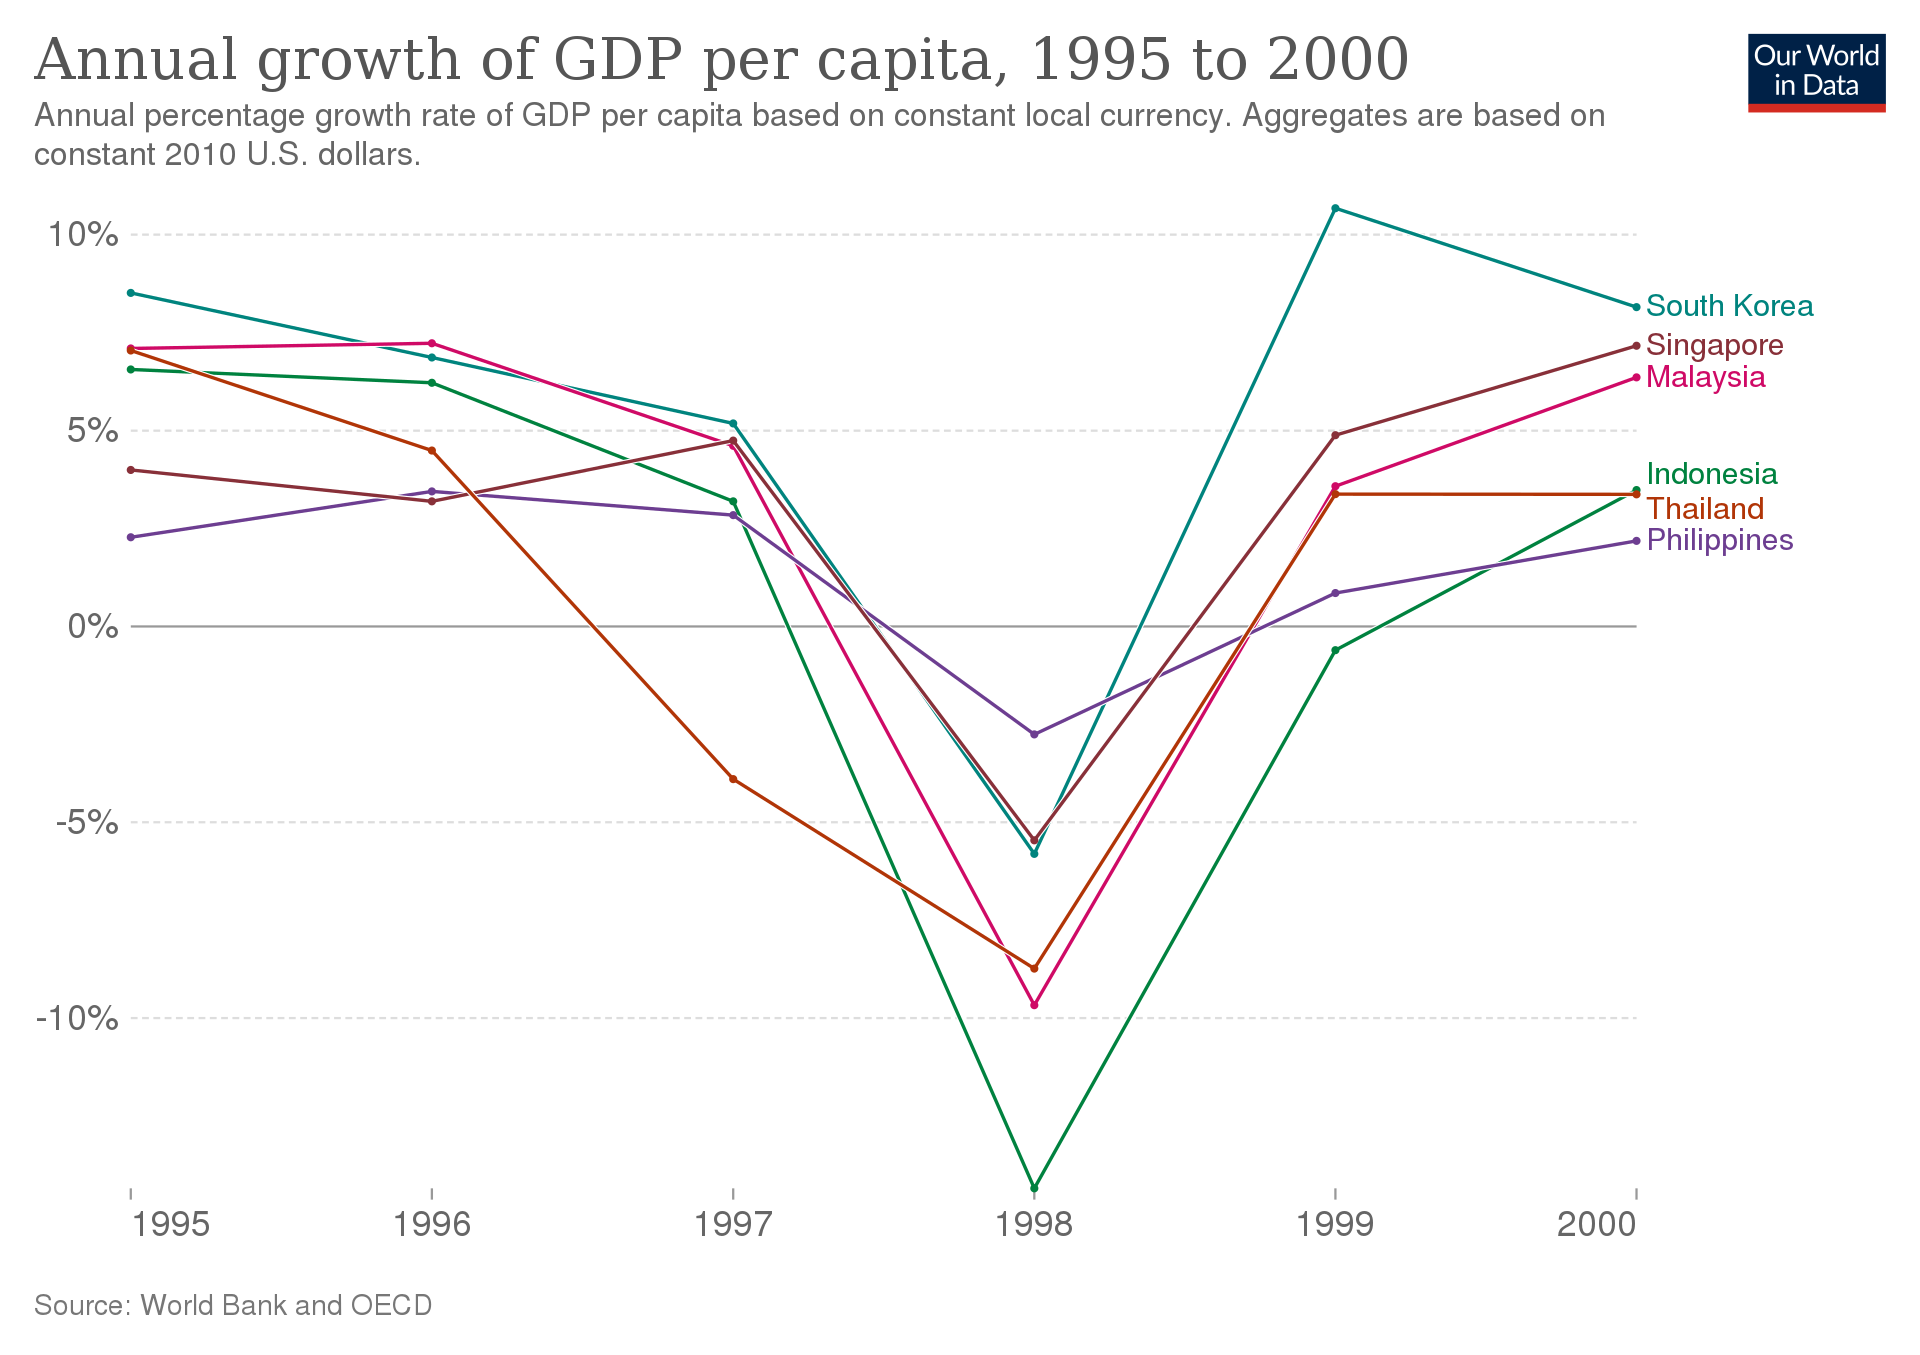 Annual growth of GDP per capita, 1995 to 2000
Our World
in Data
Annual percentage growth rate of GDP per capita based on constant local currency. Aggregates are based on
constant 2010 U.S. dollars.
10%
5%
0%
-5%
-10%
South Korea
Singapore
Malaysia
Indonesia
Thailand
Philippines
1995
1996
1997
1998
1999
2000
Source: World Bank and OECD